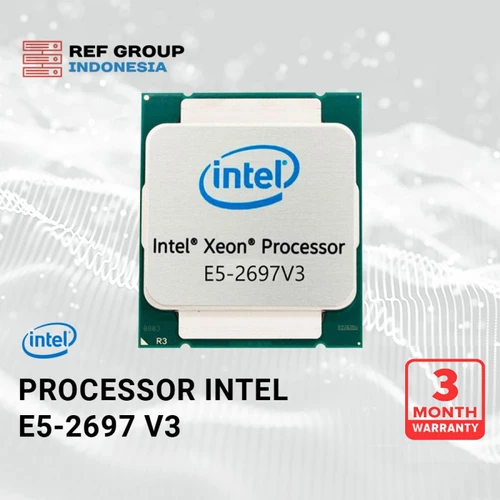 REF GROUP
INDONESIA
intel
Intel® Xeon® Processor
E5-2697V3
R3
intel
PROCESSOR INTEL
E5-2697 V3
3
MONTH
WARRANTY